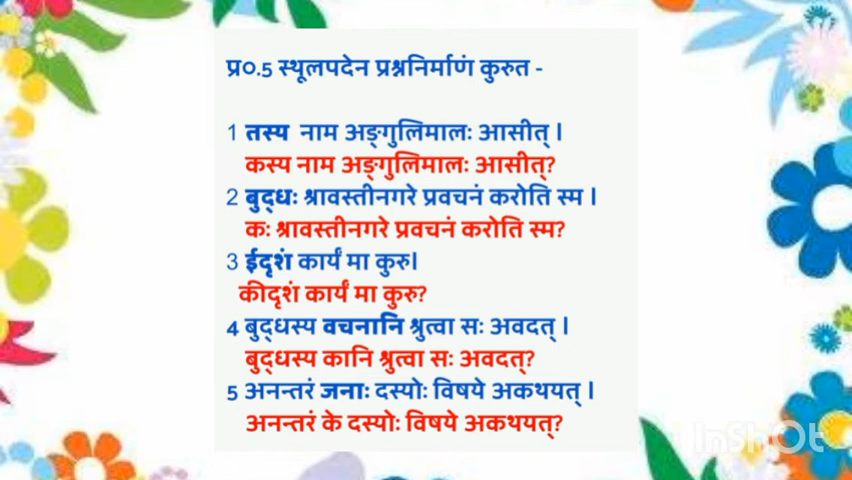 प्र०.5 स्थूलपदेन प्रश्ननिर्माणं कुरुत -
1 तस्य नाम अङ्गुलिमालः आसीत् ।
कस्य नाम अङ्गुलिमालः आसीत्?
2 बुद्धः श्रावस्तीनगरे प्रवचनं करोति स्म ।
कः श्रावस्तीनगरे प्रवचनं करोति स्म?
3 ईदृशं कार्यं मा कुरु।
कीदृशं कार्यं मा कुरु?
4 बुद्धस्य वचनानि श्रुत्वा सः अवदत् ।
बुद्धस्य कानि श्रुत्वा सः अवदत्?
5 अनन्तरं जनाः दस्योः विषये अकथयत् ।
अनन्तरं के दस्योः विषये अकथयत्?
InShOt